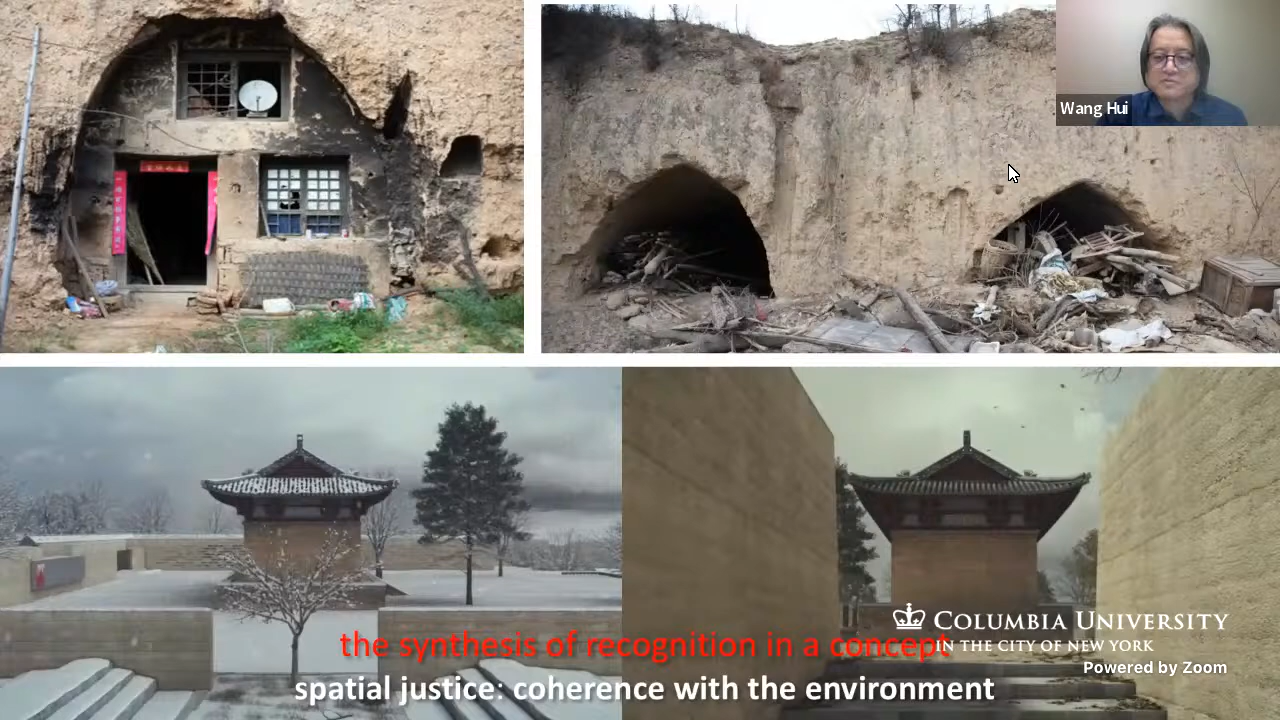 Wang Hui
COLUMBIA UNIVERSITY
IN THE CITY OF NEW YORK
the synthesis of recognition in a concept
Powered by Zoom
spatial justice: coherence with the environment